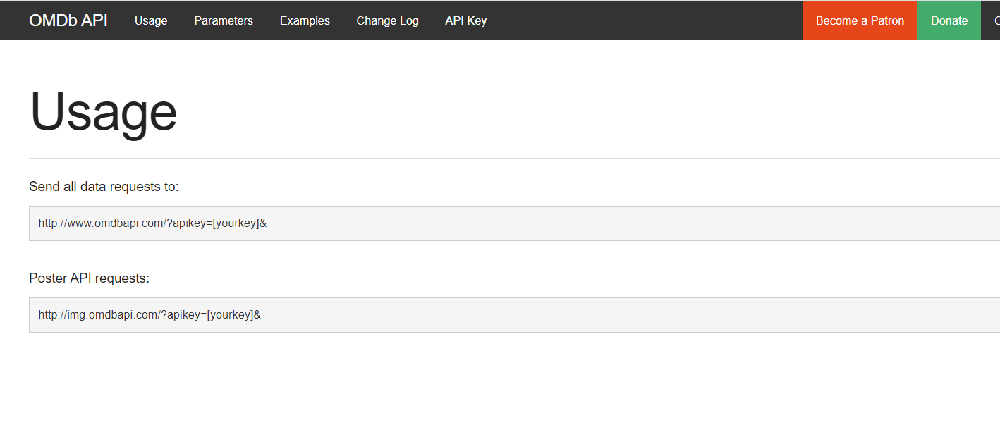 OMDb API Usage Parameters Examples Change Log API Key Become a Patron Donate
Usage
Send all data requests to:
http://www.omdbapi.com/?apikey=[yourkey]&
Poster API requests:
http://img.omdbapi.com/?apikey=[yourkey]&